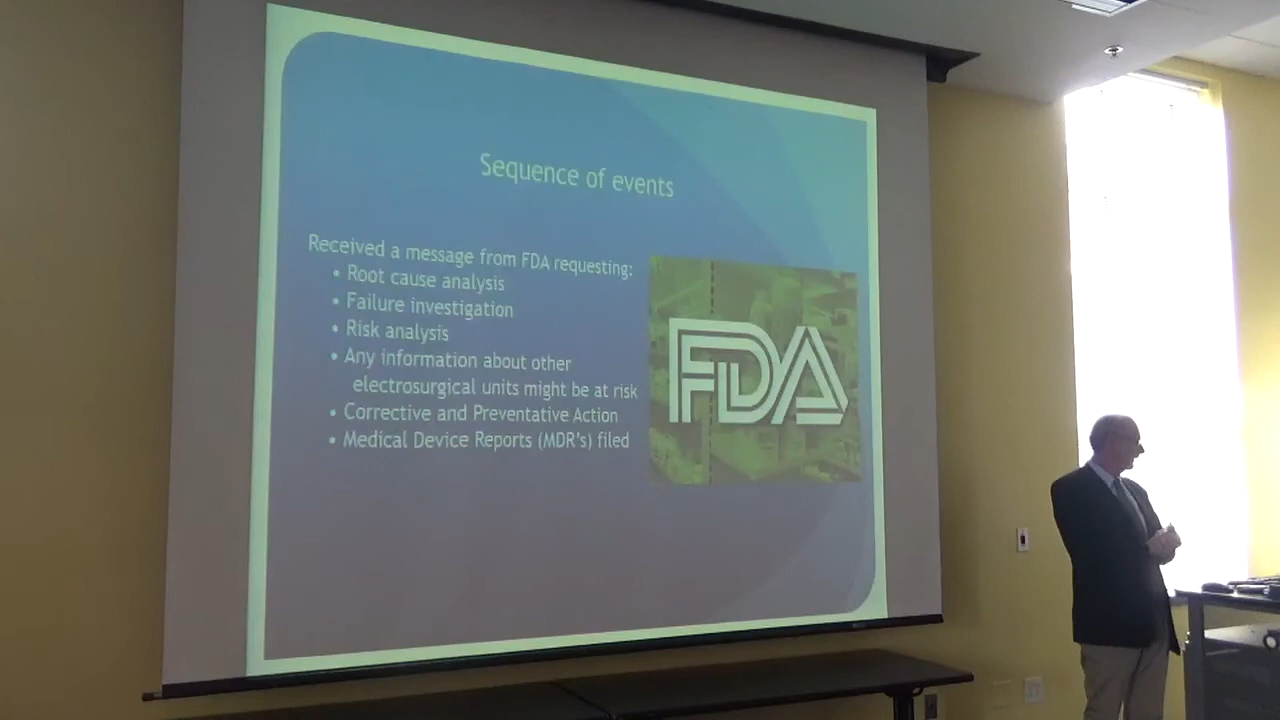 Sequence of events
Received a message from FDA requesting:
• Root cause analysis
• Failure investigation
• Risk analysis
• Any information about other
electrosurgical units might be at risk
• Corrective and Preventative Action
• Medical Device Reports (MDR's) filed
FDA